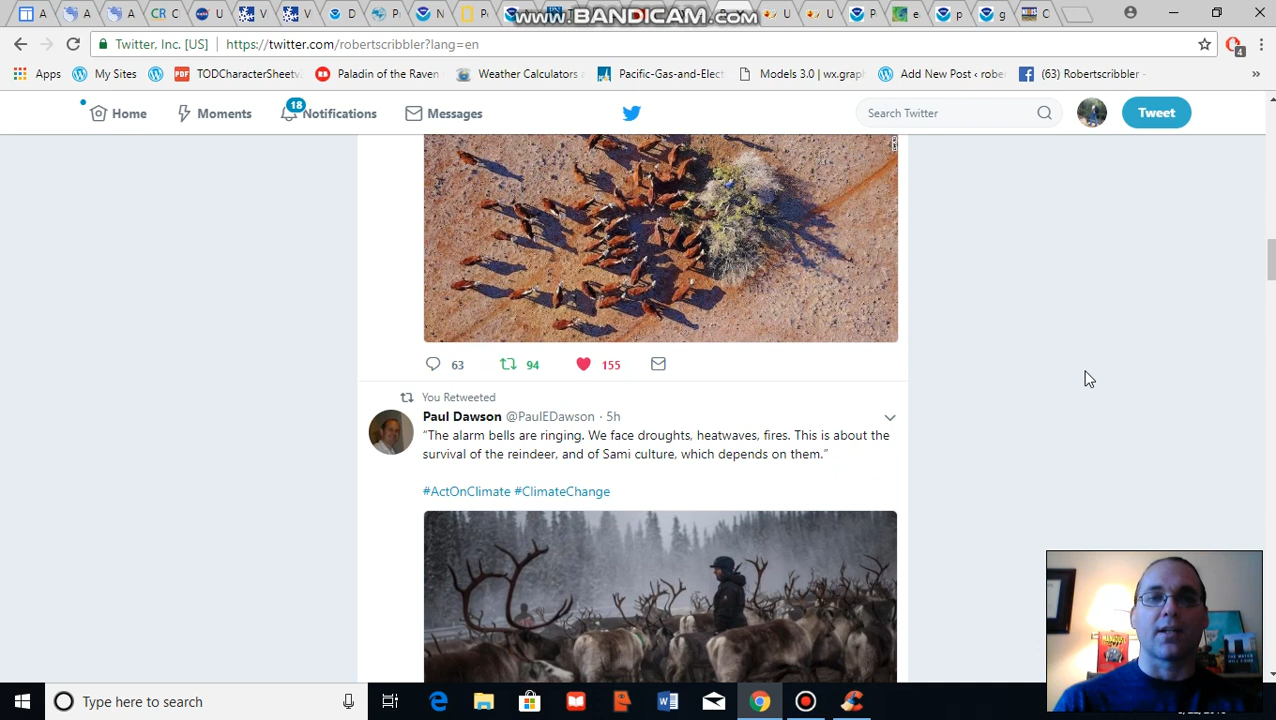 www.BANDICAM.com
Twitter, Inc. [US] https://twitter.com/robertscribbler?lang=en
4
Apps My Sites TODCharacterSheet Paladin of the Raven Weather Calculators Pacific-Gas-and-Elec Models 3.0 | wx.grap Add New Post ‹ robe (63) Robertscribbler -
Home Moments 18 Notifications Messages Search Twitter Tweet
63 94 155
You Retweeted
Paul Dawson @PaulEDawson · 5h
“The alarm bells are ringing. We face droughts, heatwaves, fires. This is about the
survival of the reindeer, and of Sami culture, which depends on them.”
#ActOnClimate #ClimateChange
Type here to search